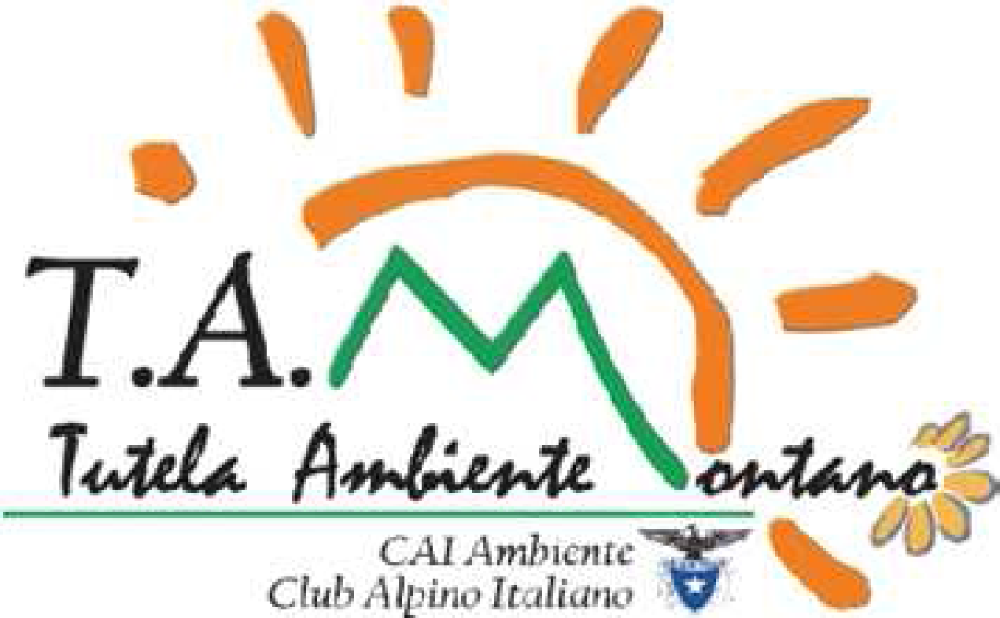 T.A.M
Tutela Ambiente Montano
CAI Ambiente
Club Alpino Italiano